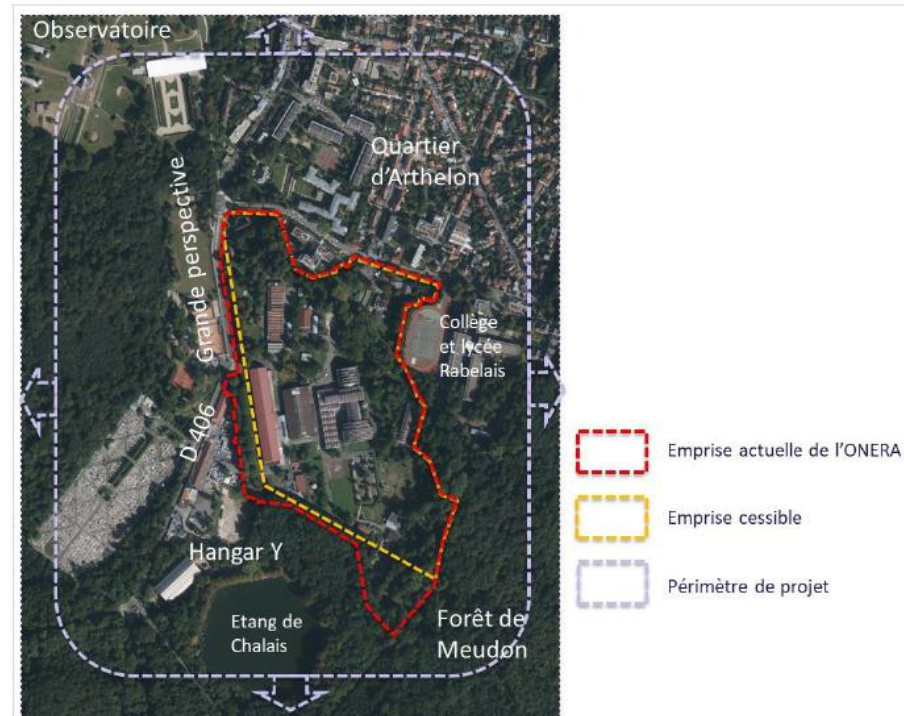 Observatoire
Quartier
d'Arthelon
Grande perspective
Collège
et lycée
Rabelais
D 406
Hangar Y
Etang de
Chalais
Forêt de
Meudon
Emprise actuelle de l'ONERA
Emprise cessible
Périmètre de projet